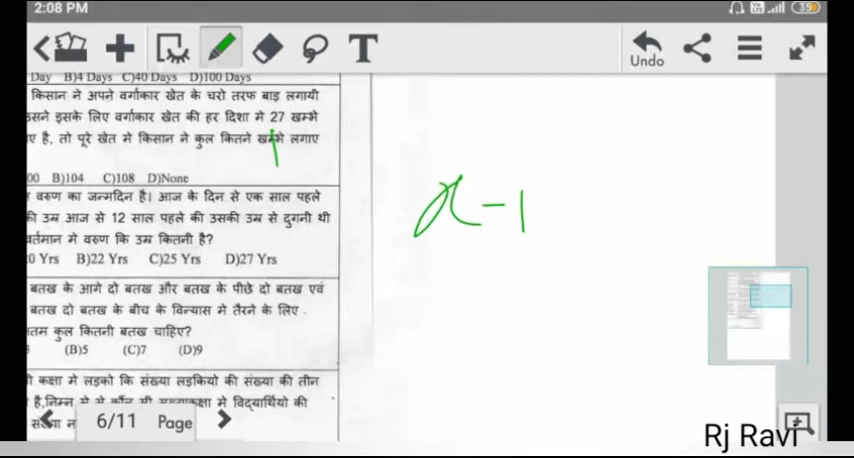 2:08 PM
35
T
Undo
Day B)4 Days C)40 Days D)100 Days
किसान ने अपने वर्गाकार खेत के चरो तरफ बाड़ लगायी
उसने इसके लिए वर्गाकार खेत की हर दिशा मे 27 खम्भे
ए है, तो पूरे खेत मे किसान ने कुल कितने खम्भे लगाए
00 B)104 C)108 D)None
x-1
वरुण का जन्मदिन है। आज के दिन से एक साल पहले
की उम्र आज से 12 साल पहले की उसकी उम्र से दुगनी थी
वर्तमान मे वरुण कि उम्र कितनी है?
0 Yrs B)22 Yrs C)25 Yrs D)27 Yrs
बतख के आगे दो बतख और बतख के पीछे दो बतख एवं
बतख दो बतख के बीच के विन्यास मे तैरने के लिए
तम कुल कितनी बतख चाहिए?
(B)5 (C)7 (D)9
कक्षा मे लड़को कि संख्या लड़कियो की संख्या की तीन
है,निम्न मे से कौन सी कक्षा मे विद्यार्थियो की
6/11 Page
Rj Ravi